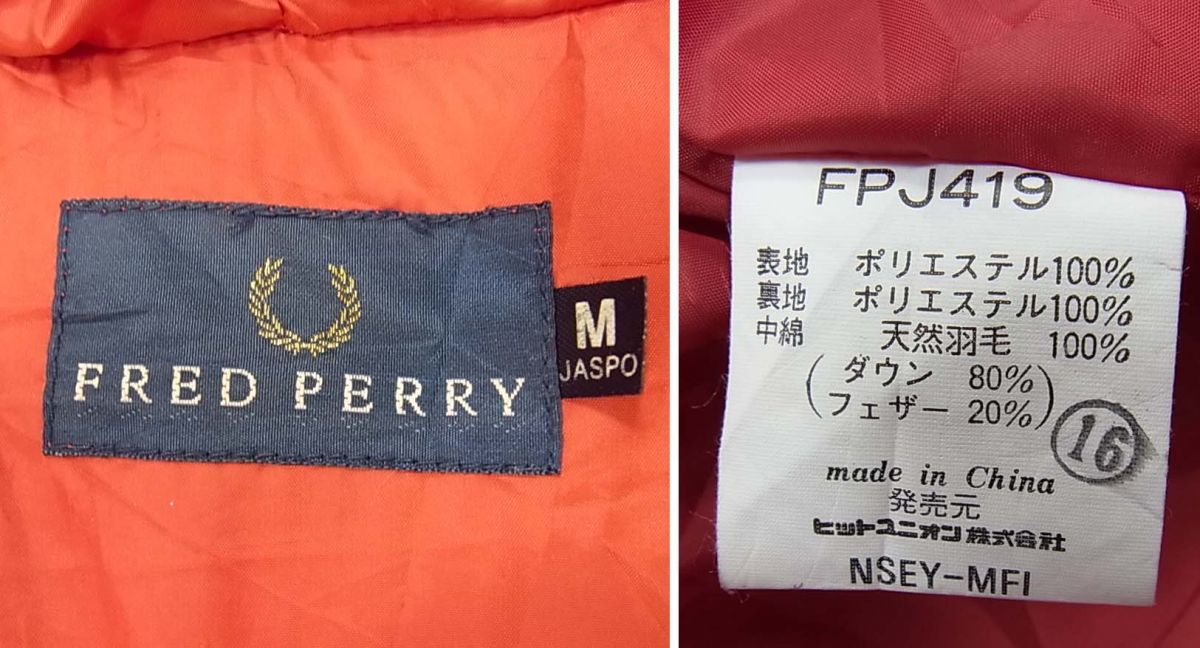 FRED PERRY
M
JASPO
FPJ419
表地 ポリエステル100%
裏地 ポリエステル100%
中綿 天然羽毛 100%
(ダウン 80%
フェザー 20%)
16
made in China
発売元
ヒットユニオン株式会社
NSEY-MFI